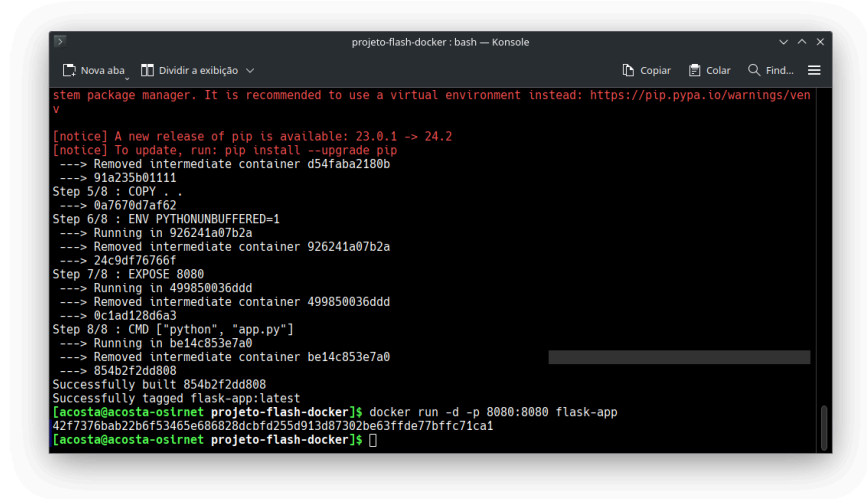 projeto-flash-docker : bash — Konsole
Nova aba Dividir a exibição Copiar Colar Find...
stem package manager. It is recommended to use a virtual environment instead: https://pip.pypa.io/warnings/ven
v
[notice] A new release of pip is available: 23.0.1 -> 24.2
[notice] To update, run: pip install --upgrade pip
---> Removed intermediate container d54faba2180b
---> 91a235b01111
Step 5/8 : COPY . .
---> 0a7670d7af62
Step 6/8 : ENV PYTHONUNBUFFERED=1
---> Running in 926241a07b2a
---> Removed intermediate container 926241a07b2a
---> 24c9df76766f
Step 7/8 : EXPOSE 8080
---> Running in 499850036ddd
---> Removed intermediate container 499850036ddd
---> 0c1ad128d6a3
Step 8/8 : CMD ["python", "app.py"]
---> Running in be14c853e7a0
---> Removed intermediate container be14c853e7a0
---> 854b2f2dd808
Successfully built 854b2f2dd808
Successfully tagged flask-app:latest
[acosta@acosta-osirnet projeto-flash-docker]$ docker run -d -p 8080:8080 flask-app
42f7376bab22b6f53465e686828dcbfd255d913d87302be63ffde77bffc71ca1
[acosta@acosta-osirnet projeto-flash-docker]$